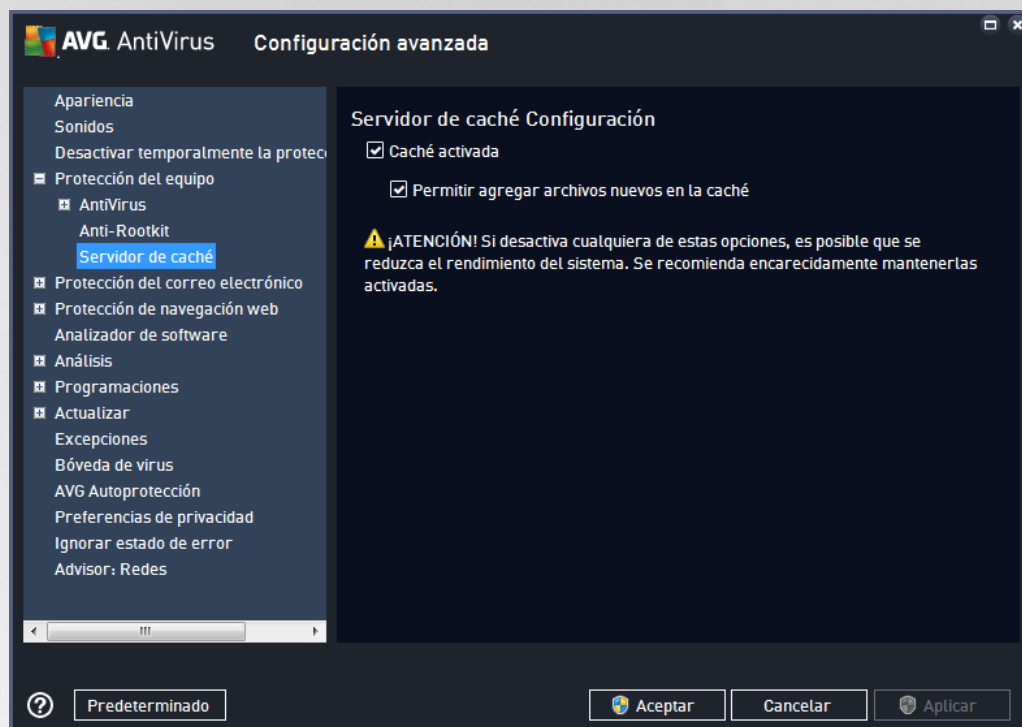 AVG. AntiVirus Configuración avanzada
Apariencia
Sonidos
Desactivar temporalmente la protec
Protección del equipo
AntiVirus
Anti-Rootkit
Servidor de caché
Protección del correo electrónico
Protección de navegación web
Analizador de software
Análisis
Programaciones
Actualizar
Excepciones
Bóveda de virus
AVG Autoprotección
Preferencias de privacidad
Ignorar estado de error
Advisor: Redes
Servidor de caché Configuración
Caché activada
Permitir agregar archivos nuevos en la caché
¡ATENCIÓN! Si desactiva cualquiera de estas opciones, es posible que se
reduzca el rendimiento del sistema. Se recomienda encarecidamente mantenerlas
activadas.
Predeterminado
Aceptar
Cancelar
Aplicar